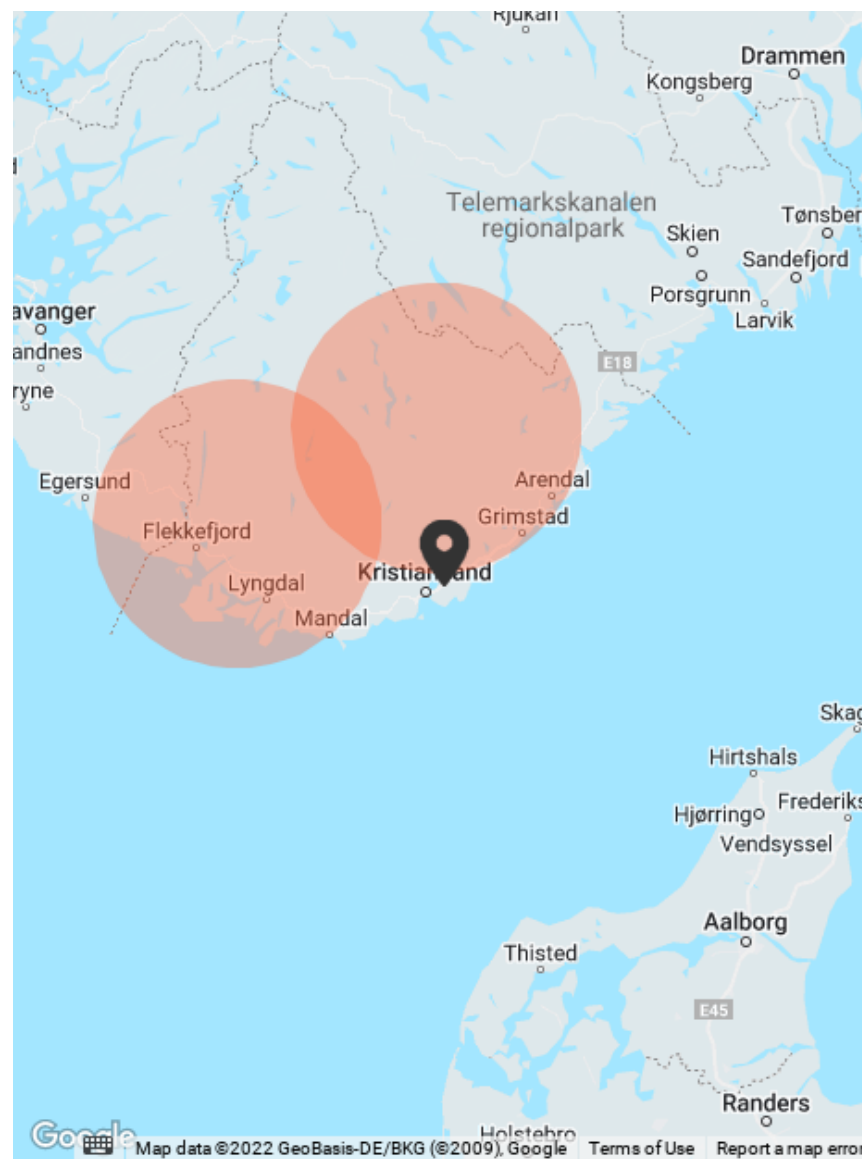 Rjukan
Drammen
Kongsberg
Telemarkskanalen
regionalpark
Tønsber
Skien
Sandefjord
Porsgrunn
Larvik
avanger
andnes
ryne
E18
Egersund
Arendal
Grimstad
Flekkefjord
Lyngdal
Mandal
Skag
Hirtshals
Hjørring
Frederiks
Vendsyssel
Aalborg
Thisted
E45
Randers
Holstebro
Google
Map data ©2022 GeoBasis-DE/BKG (©2009), Google
Terms of Use
Report a map error